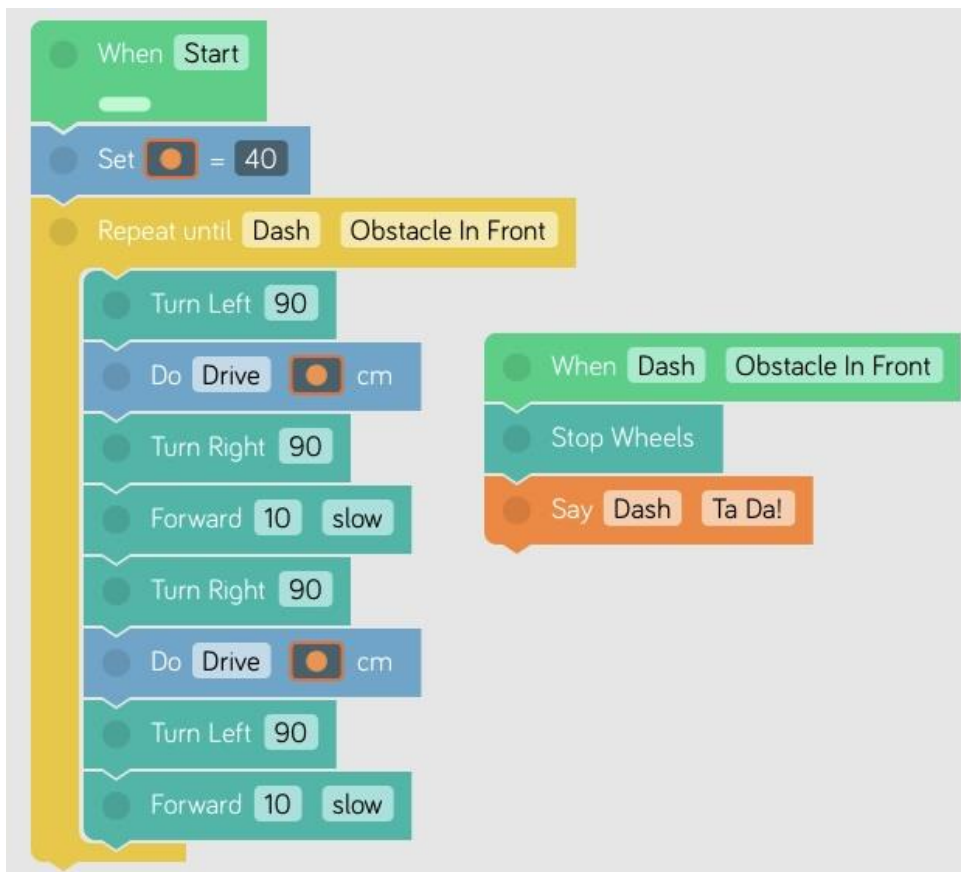 When Start
Set = 40
Repeat until Dash Obstacle In Front
Turn Left 90
Do Drive cm
Turn Right 90
Forward 10 slow
Turn Right 90
Do Drive cm
Turn Left 90
Forward 10 slow
When Dash Obstacle In Front
Stop Wheels
Say Dash Ta Da!